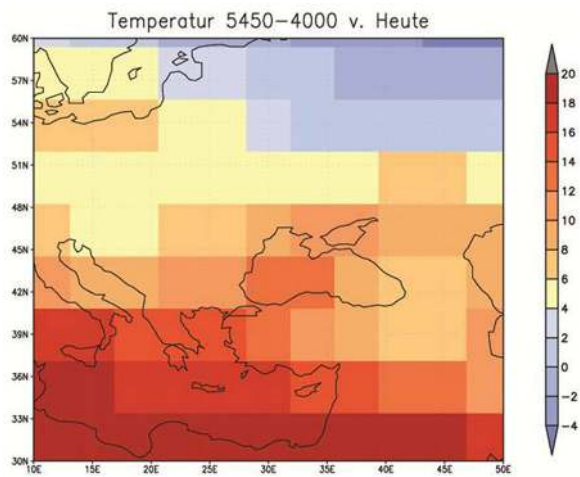 Temperatur 5450−4000 v. Heute
60N
57N
54N
51N
48N
45N
42N
39N
36N
33N
30N
10E 15E 20E 25E 30E 35E 40E 45E 50E
20
18
16
14
12
10
8
6
4
2
0
−2
−4